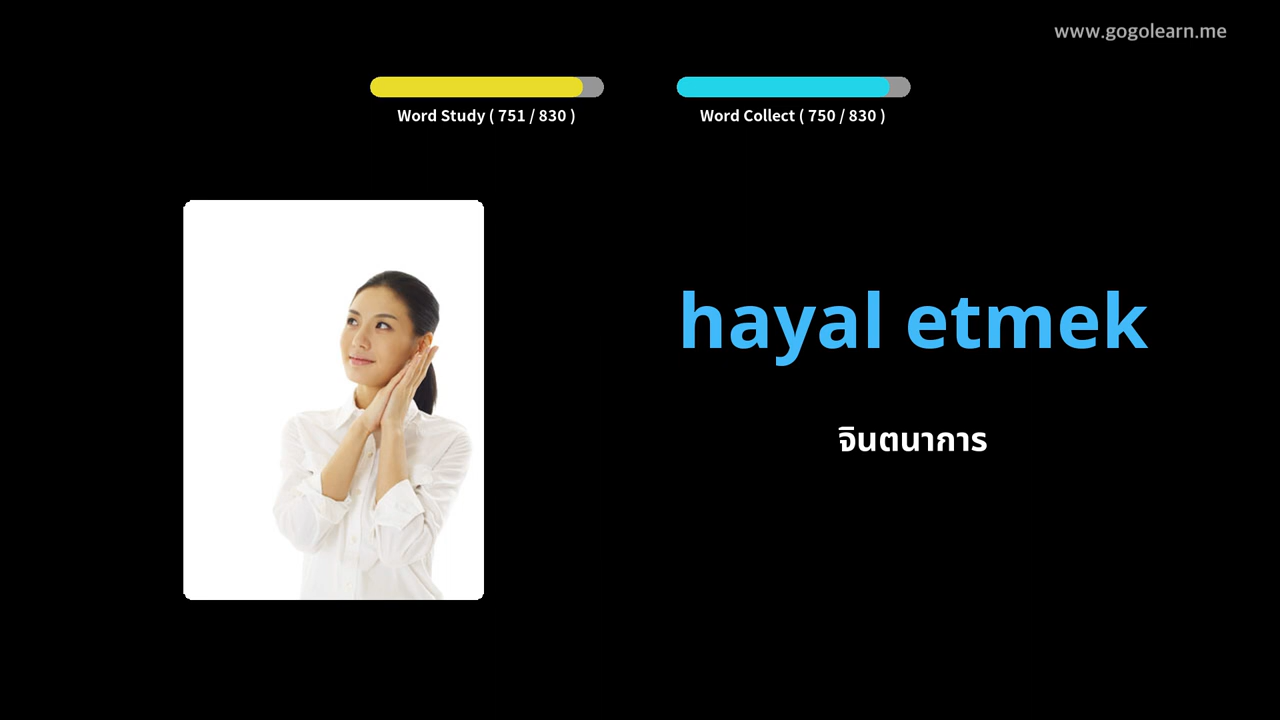 www.gogolearn.me
Word Study ( 751 / 830 )
Word Collect ( 750 / 830 )
hayal etmek
จินตนาการ